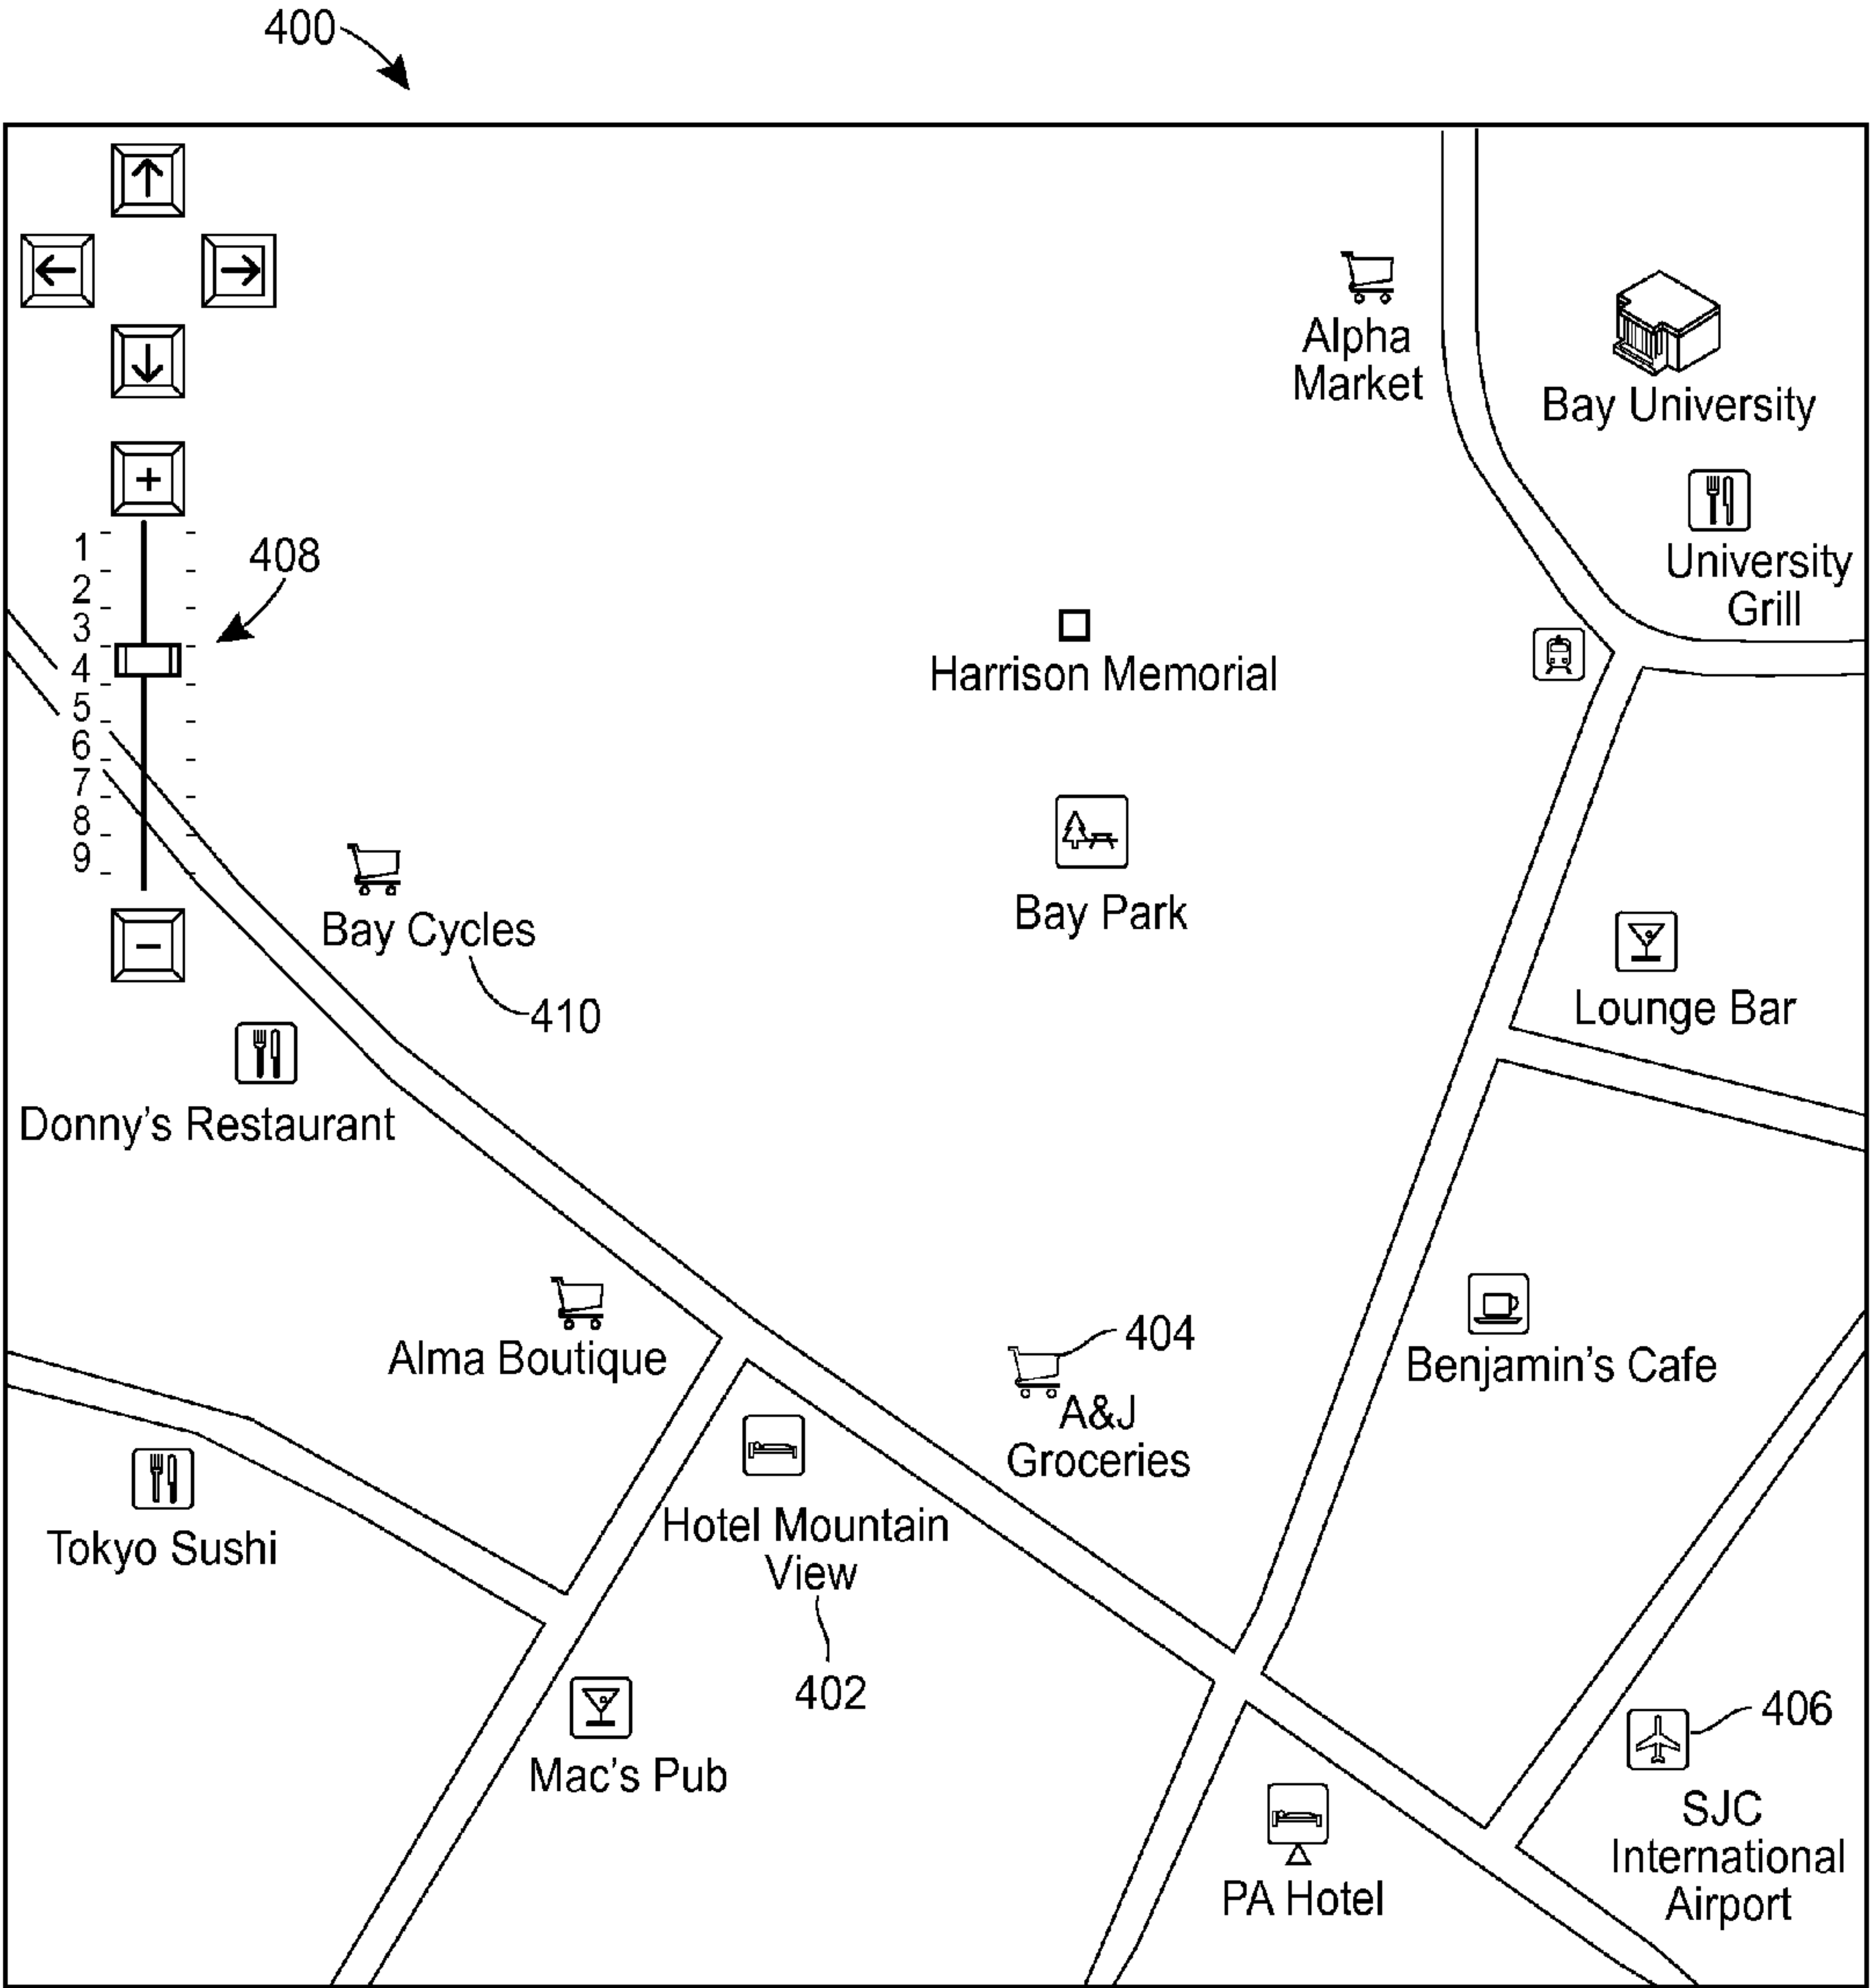 400
+
1
2
3
4
5
6
7
8
9
−
408
Alpha
Market
Bay University
University
Grill
Harrison Memorial
Bay Park
Bay Cycles
410
Lounge Bar
Donny's Restaurant
Alma Boutique
404
A&J
Groceries
Benjamin's Cafe
Hotel Mountain
View
402
Tokyo Sushi
Mac's Pub
406
SJC
International
Airport
PA Hotel